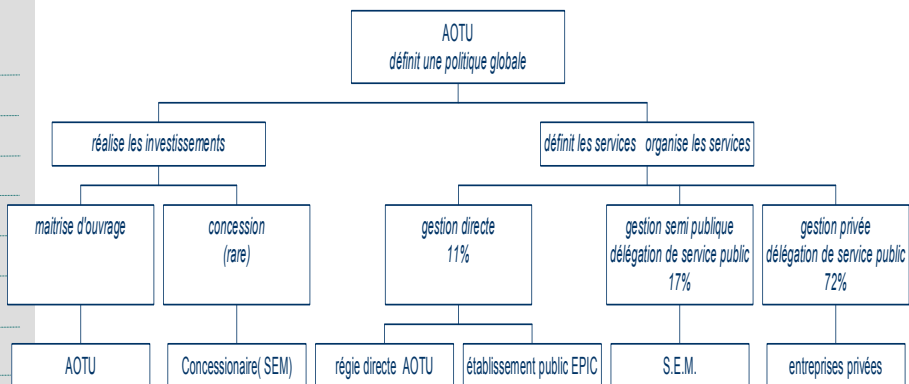 AOTU
définit une politique globale
réalise les investissements
définit les services organise les services
maitrise d'ouvrage
concession
(rare)
gestion directe
11%
gestion semi publique
délégation de service public
17%
gestion privée
délégation de service public
72%
AOTU
Concessionaire( SEM)
régie directe AOTU
établissement public EPIC
S.E.M.
entreprises privées